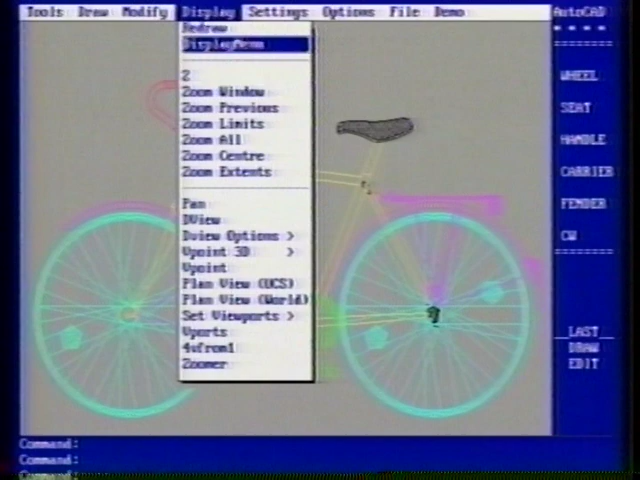 Tools Draw Modify Display Settings Options File Demo
AutoCAD
* * * *
Redraw
DisplayMenu
Z
Zoom Window
Zoom Previous
Zoom Limits
Zoom All
Zoom Centre
Zoom Extents
Pan
DView
Dview Options >
Vpoint 3D >
Vpoint
Plan View (UCS)
Plan View (World)
Set Viewports >
Vports
4vfrom1
Zoomer
WHEEL
SEAT
HANDLE
CARRIER
FENDER
CW
LAST
DRAW
EDIT
Command:
Command:
Command: